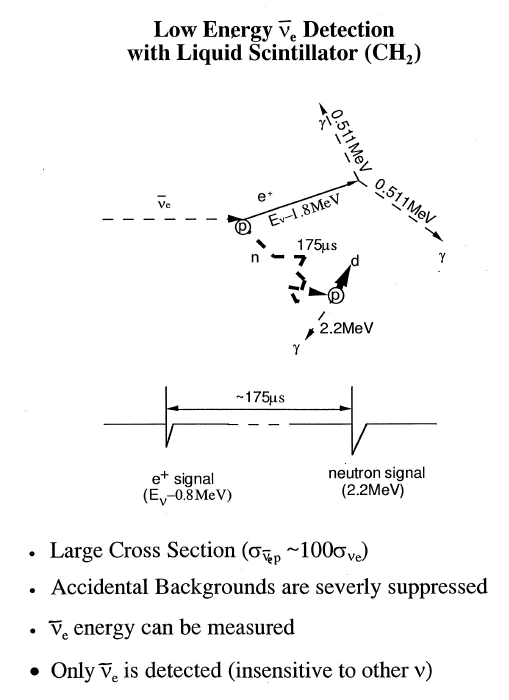 Low Energy ν̅ₑ Detection
with Liquid Scintillator (CH₂)
γ
0.511MeV
0.511MeV
γ
ν̅ₑ
e⁺
Eν–1.8MeV
p
n
175μs
d
p
2.2MeV
γ
~175μs
e⁺ signal
(Eν–0.8MeV)
neutron signal
(2.2MeV)
• Large Cross Section (σν̅ₑp ~100σνe)
• Accidental Backgrounds are severly suppressed
• ν̅ₑ energy can be measured
• Only ν̅ₑ is detected (insensitive to other ν)